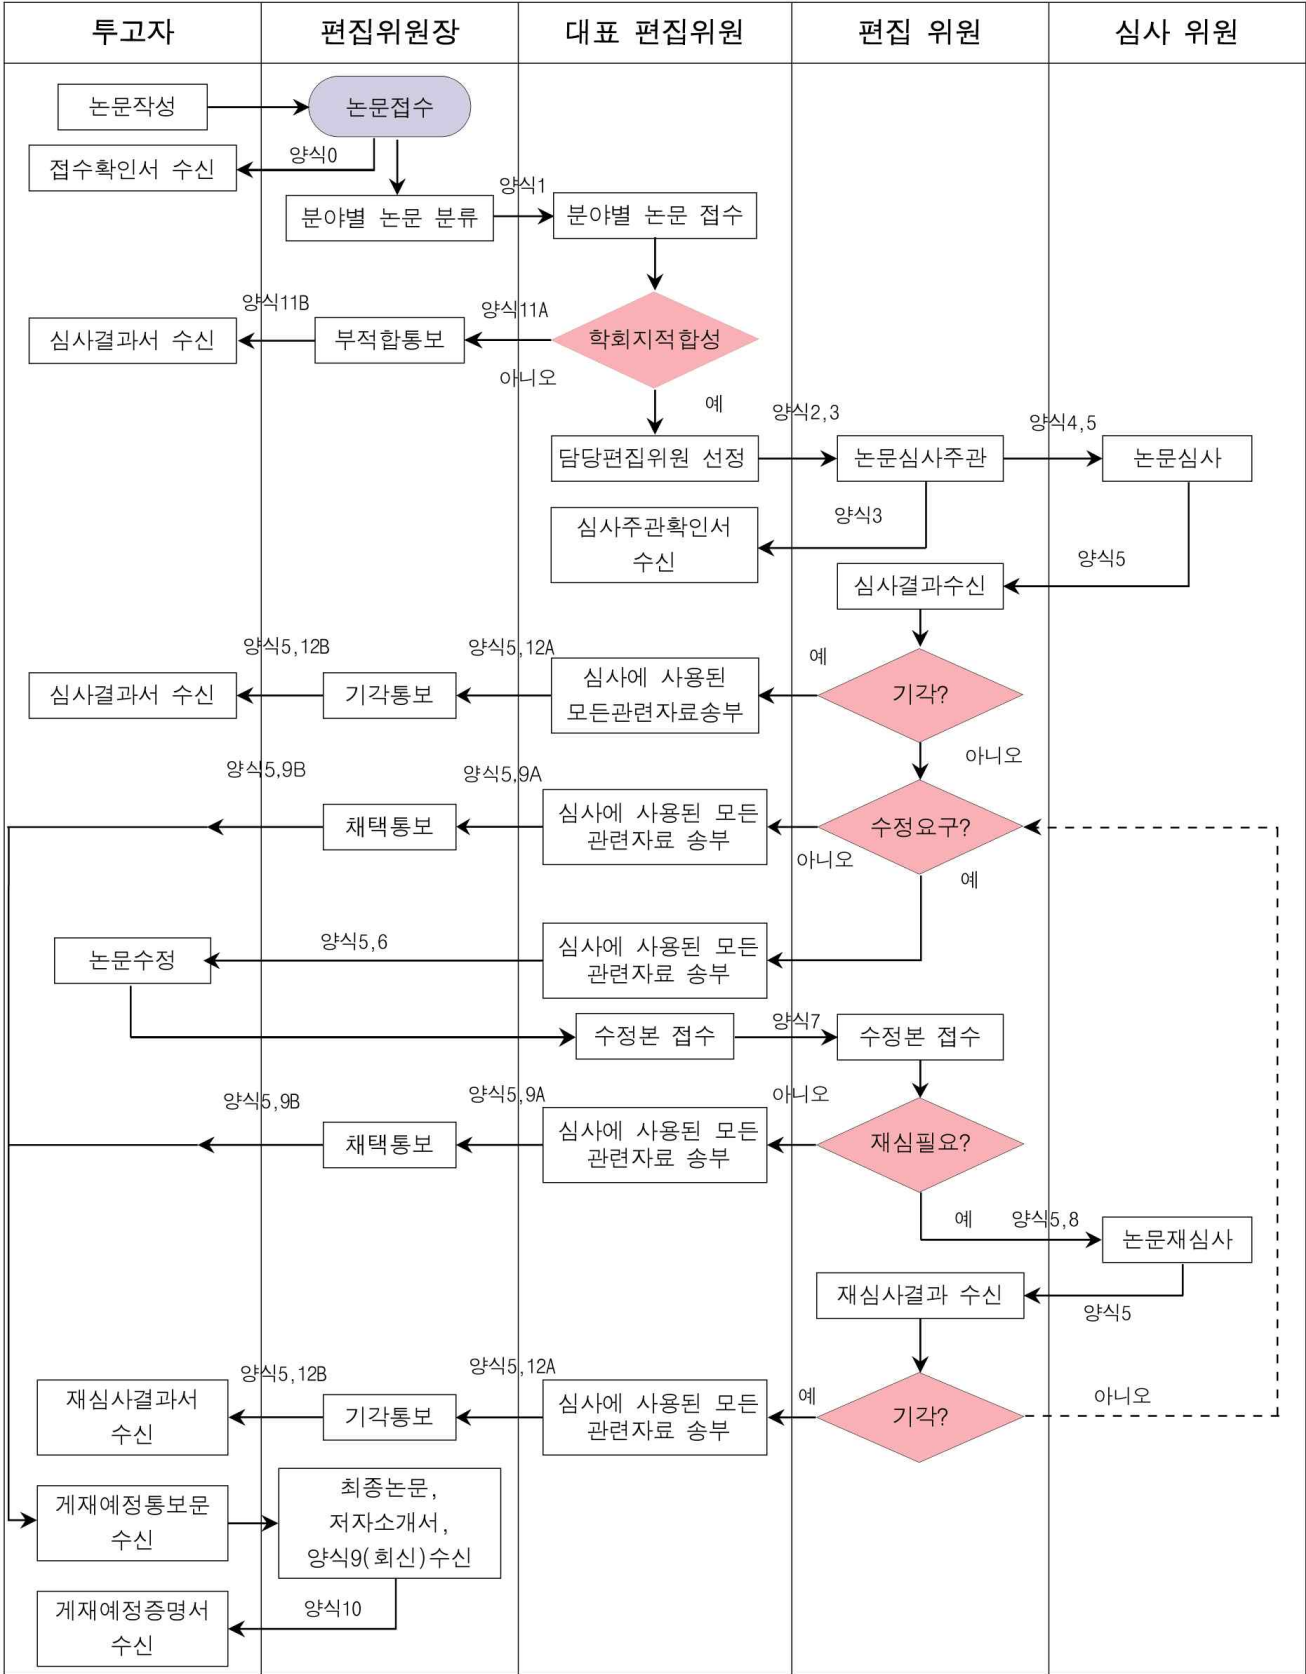 투고자
편집위원장
대표 편집위원
편집 위원
심사 위원
논문작성
논문접수
양식0
접수확인서 수신
양식1
분야별 논문 분류
분야별 논문 접수
양식11B
양식11A
학회지적합성
심사결과서 수신
부적합통보
아니오
예
양식2,3
양식4,5
담당편집위원 선정
논문심사주관
논문심사
심사주관확인서
수신
양식3
양식5
심사결과수신
양식5,12B
양식5,12A
예
심사결과서 수신
기각통보
심사에 사용된
모든관련자료송부
기각?
아니오
양식5,9B
양식5,9A
채택통보
심사에 사용된 모든
관련자료 송부
수정요구?
아니오
예
논문수정
양식5,6
심사에 사용된 모든
관련자료 송부
수정본 접수
양식7
수정본 접수
양식5,9B
양식5,9A
아니오
채택통보
심사에 사용된 모든
관련자료 송부
재심필요?
예
양식5,8
논문재심사
재심사결과 수신
양식5
양식5,12B
양식5,12A
예
아니오
재심사결과서
수신
기각통보
심사에 사용된 모든
관련자료 송부
기각?
게재예정통보문
수신
최종논문,
저자소개서,
양식9(회신)수신
양식10
게재예정증명서
수신